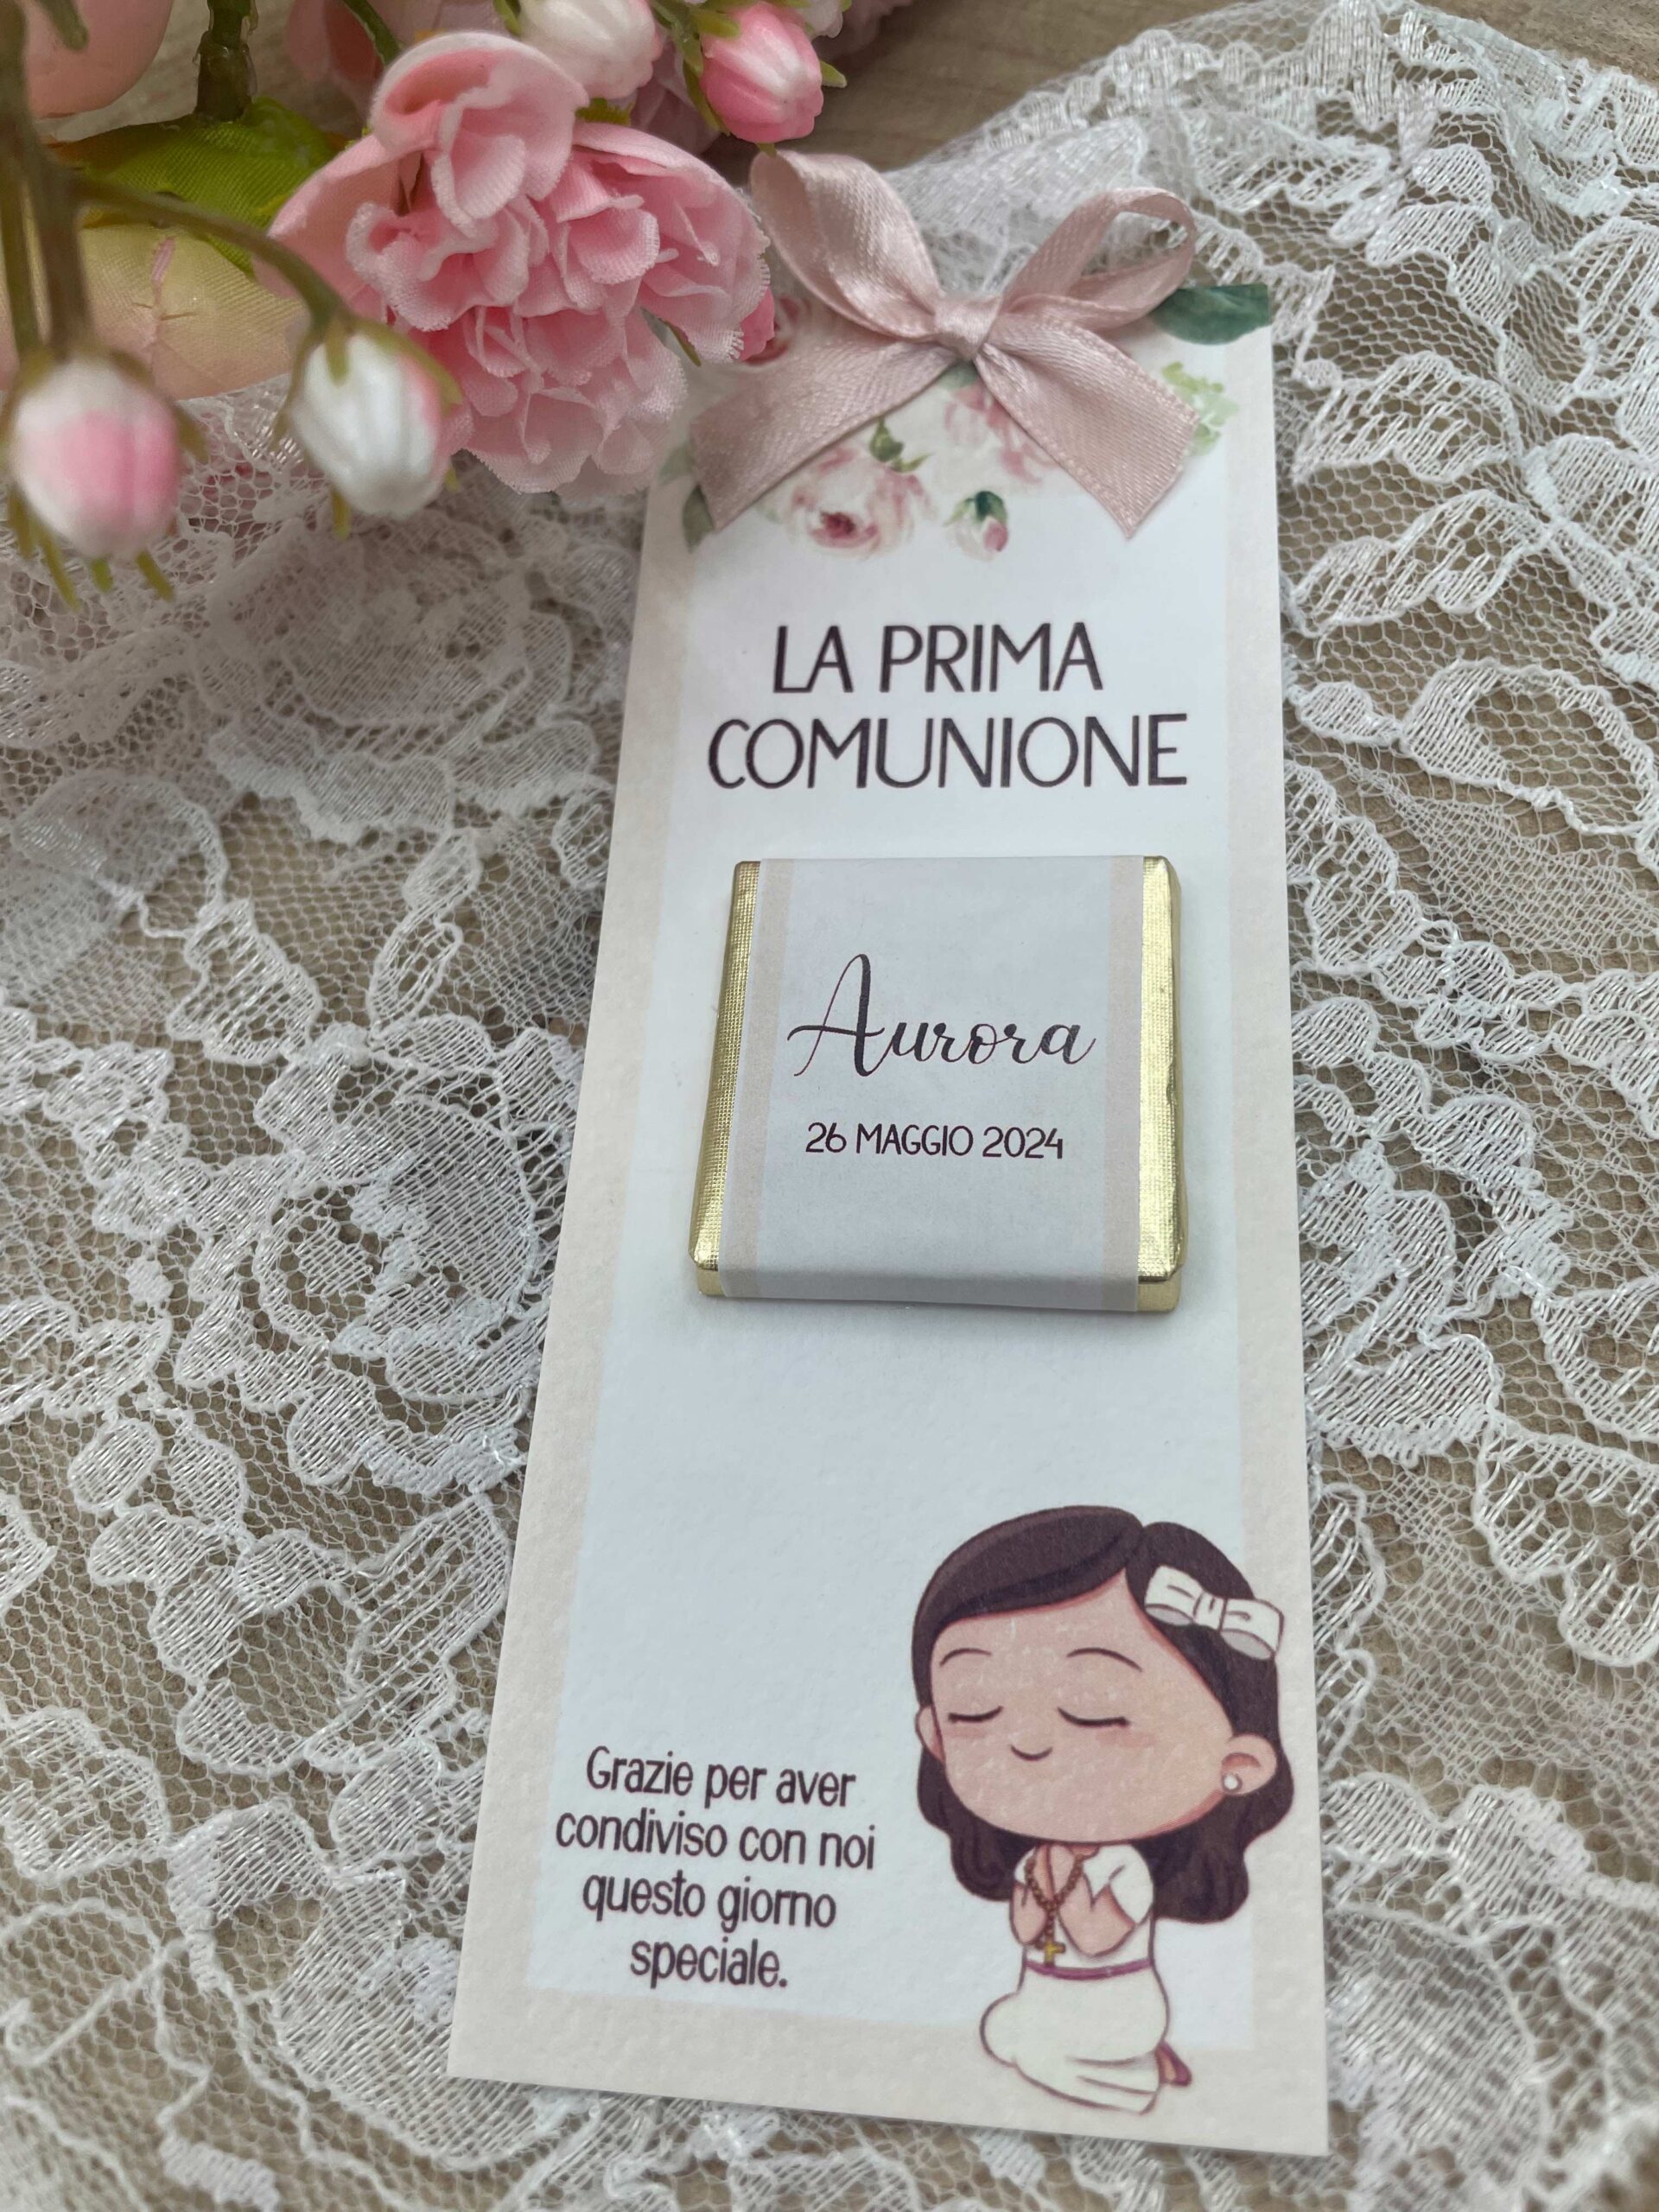 LA PRIMA
COMUNIONE
Aurora
26 MAGGIO 2024
Grazie per aver
condiviso con noi
questo giorno
speciale.